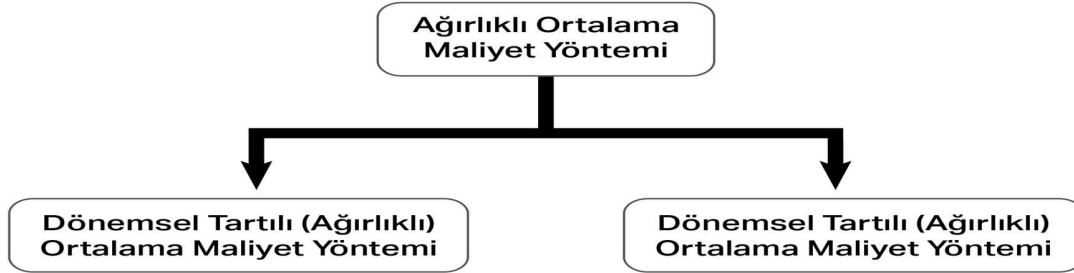 Ağırlıklı Ortalama
Maliyet Yöntemi
Dönemsel Tartılı (Ağırlıklı)
Ortalama Maliyet Yöntemi
Dönemsel Tartılı (Ağırlıklı)
Ortalama Maliyet Yöntemi